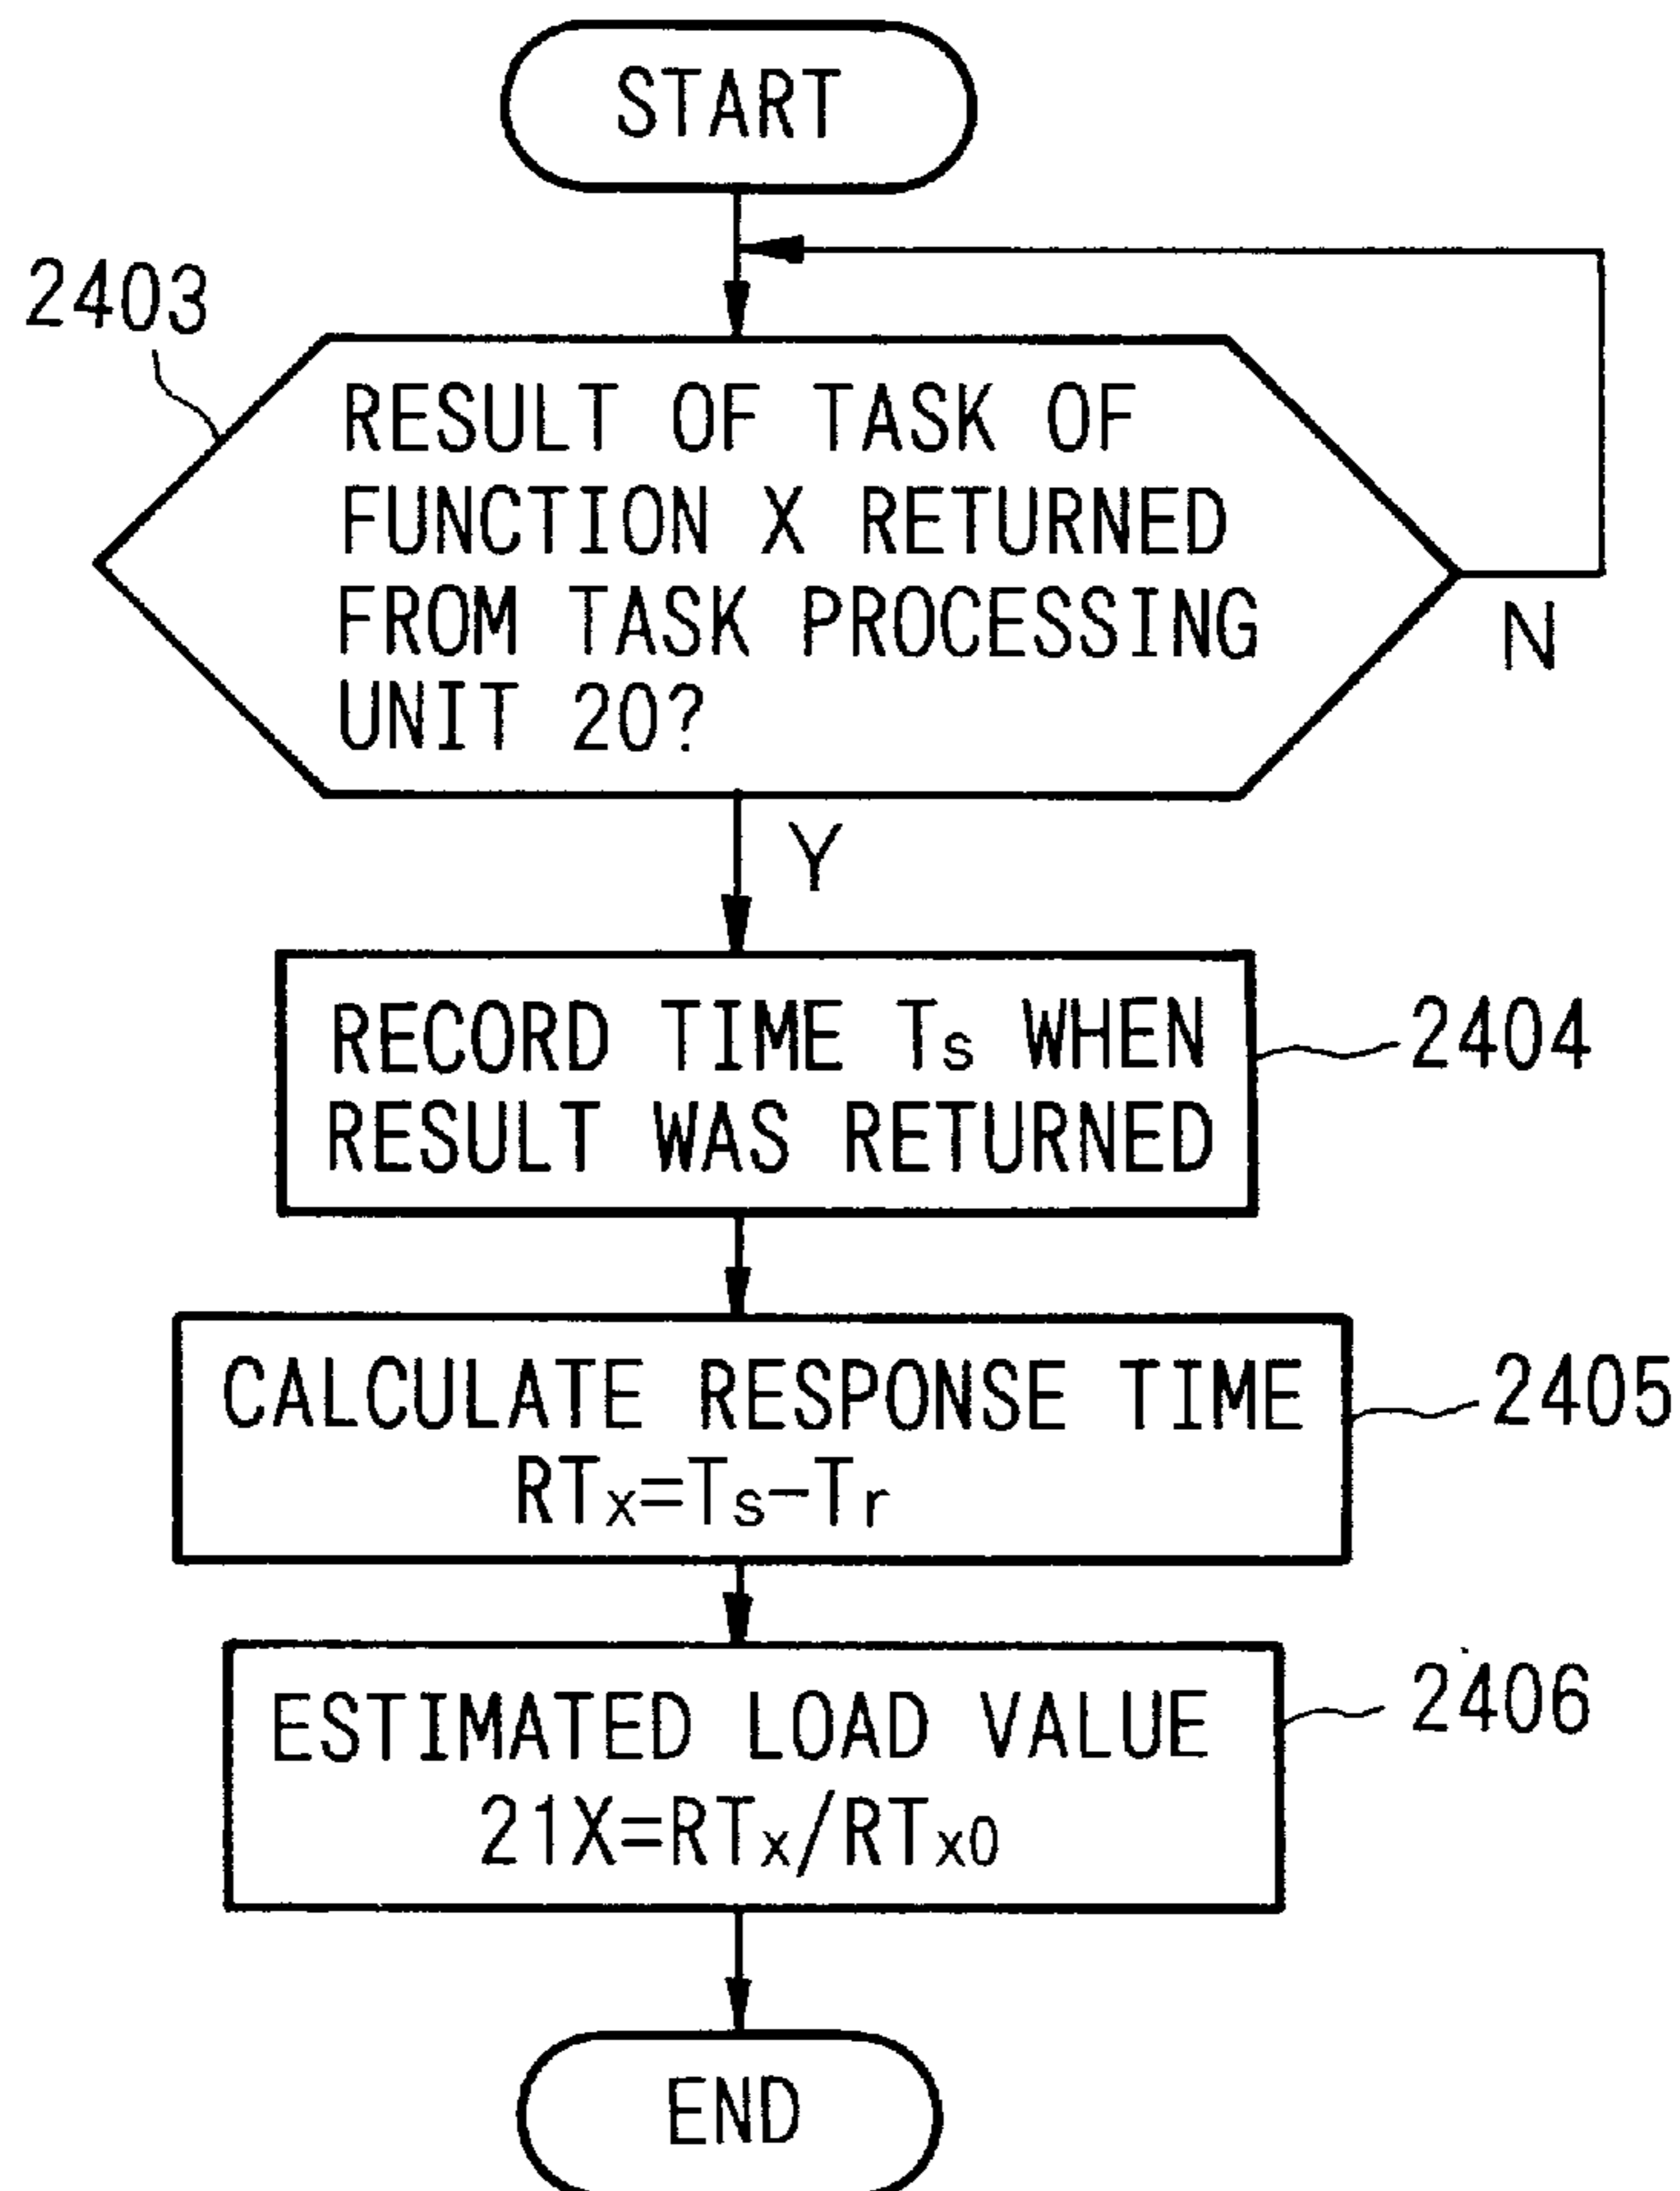 START
2403
RESULT OF TASK OF
FUNCTION X RETURNED
FROM TASK PROCESSING
UNIT 20?
N
Y
RECORD TIME Ts WHEN
RESULT WAS RETURNED
2404
CALCULATE RESPONSE TIME
RTx=Ts-Tr
2405
ESTIMATED LOAD VALUE
21X=RTx/RTx0
2406
END